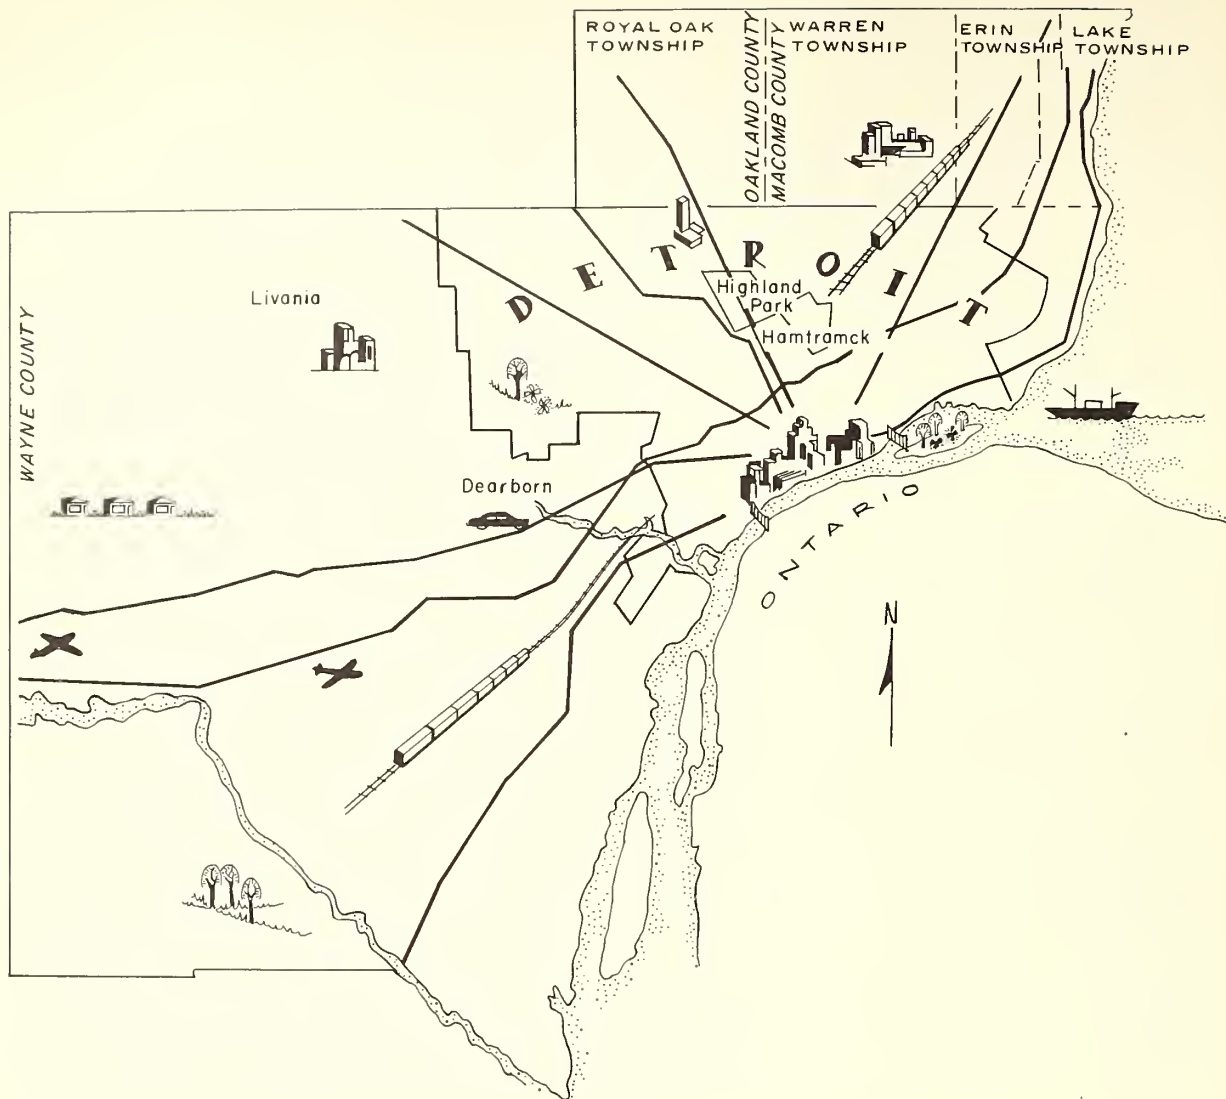 ROYAL OAK
TOWNSHIP
OAKLAND COUNTY
MACOMB COUNTY
WARREN
TOWNSHIP
ERIN
TOWNSHIP
LAKE
TOWNSHIP
DETROIT
Highland
Park
Hamtramck
Livania
WAYNE COUNTY
Dearborn
ONTARIO
N